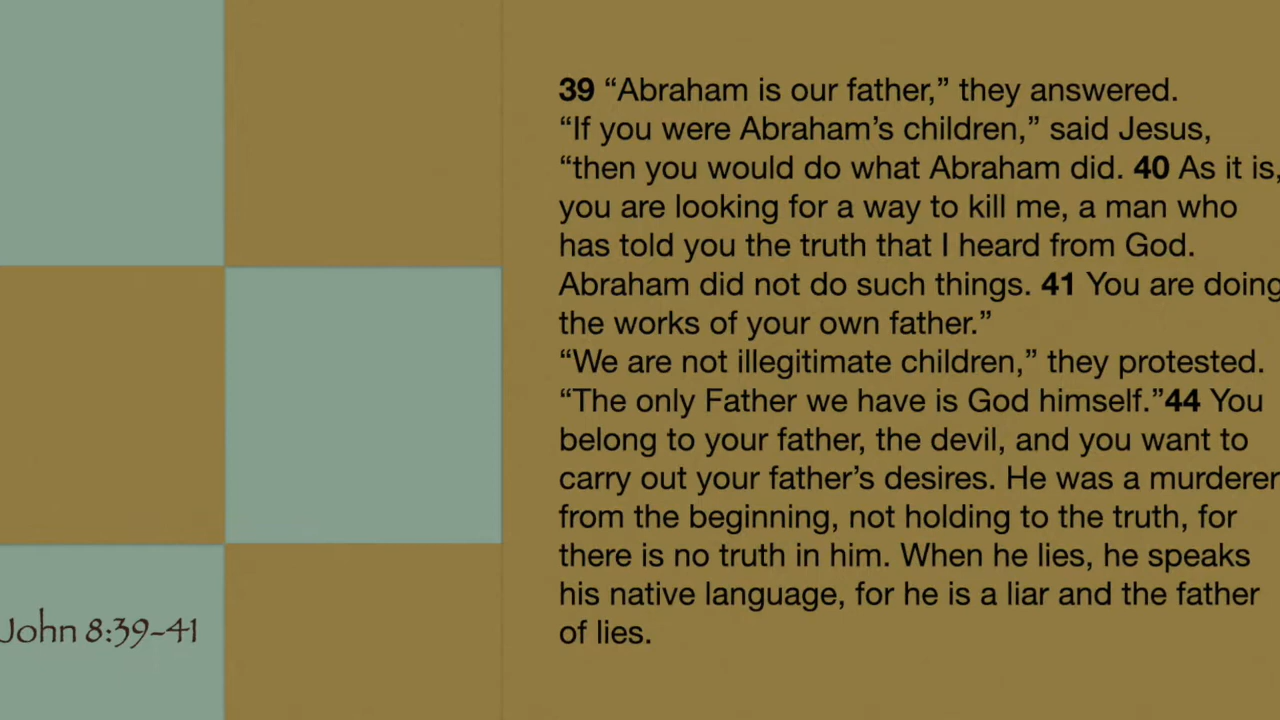 39 “Abraham is our father,” they answered.
“If you were Abraham’s children,” said Jesus,
“then you would do what Abraham did. 40 As it is,
you are looking for a way to kill me, a man who
has told you the truth that I heard from God.
Abraham did not do such things. 41 You are doing
the works of your own father.”
“We are not illegitimate children,” they protested.
“The only Father we have is God himself.”44 You
belong to your father, the devil, and you want to
carry out your father’s desires. He was a murderer
from the beginning, not holding to the truth, for
there is no truth in him. When he lies, he speaks
his native language, for he is a liar and the father
of lies.
John 8:39-41